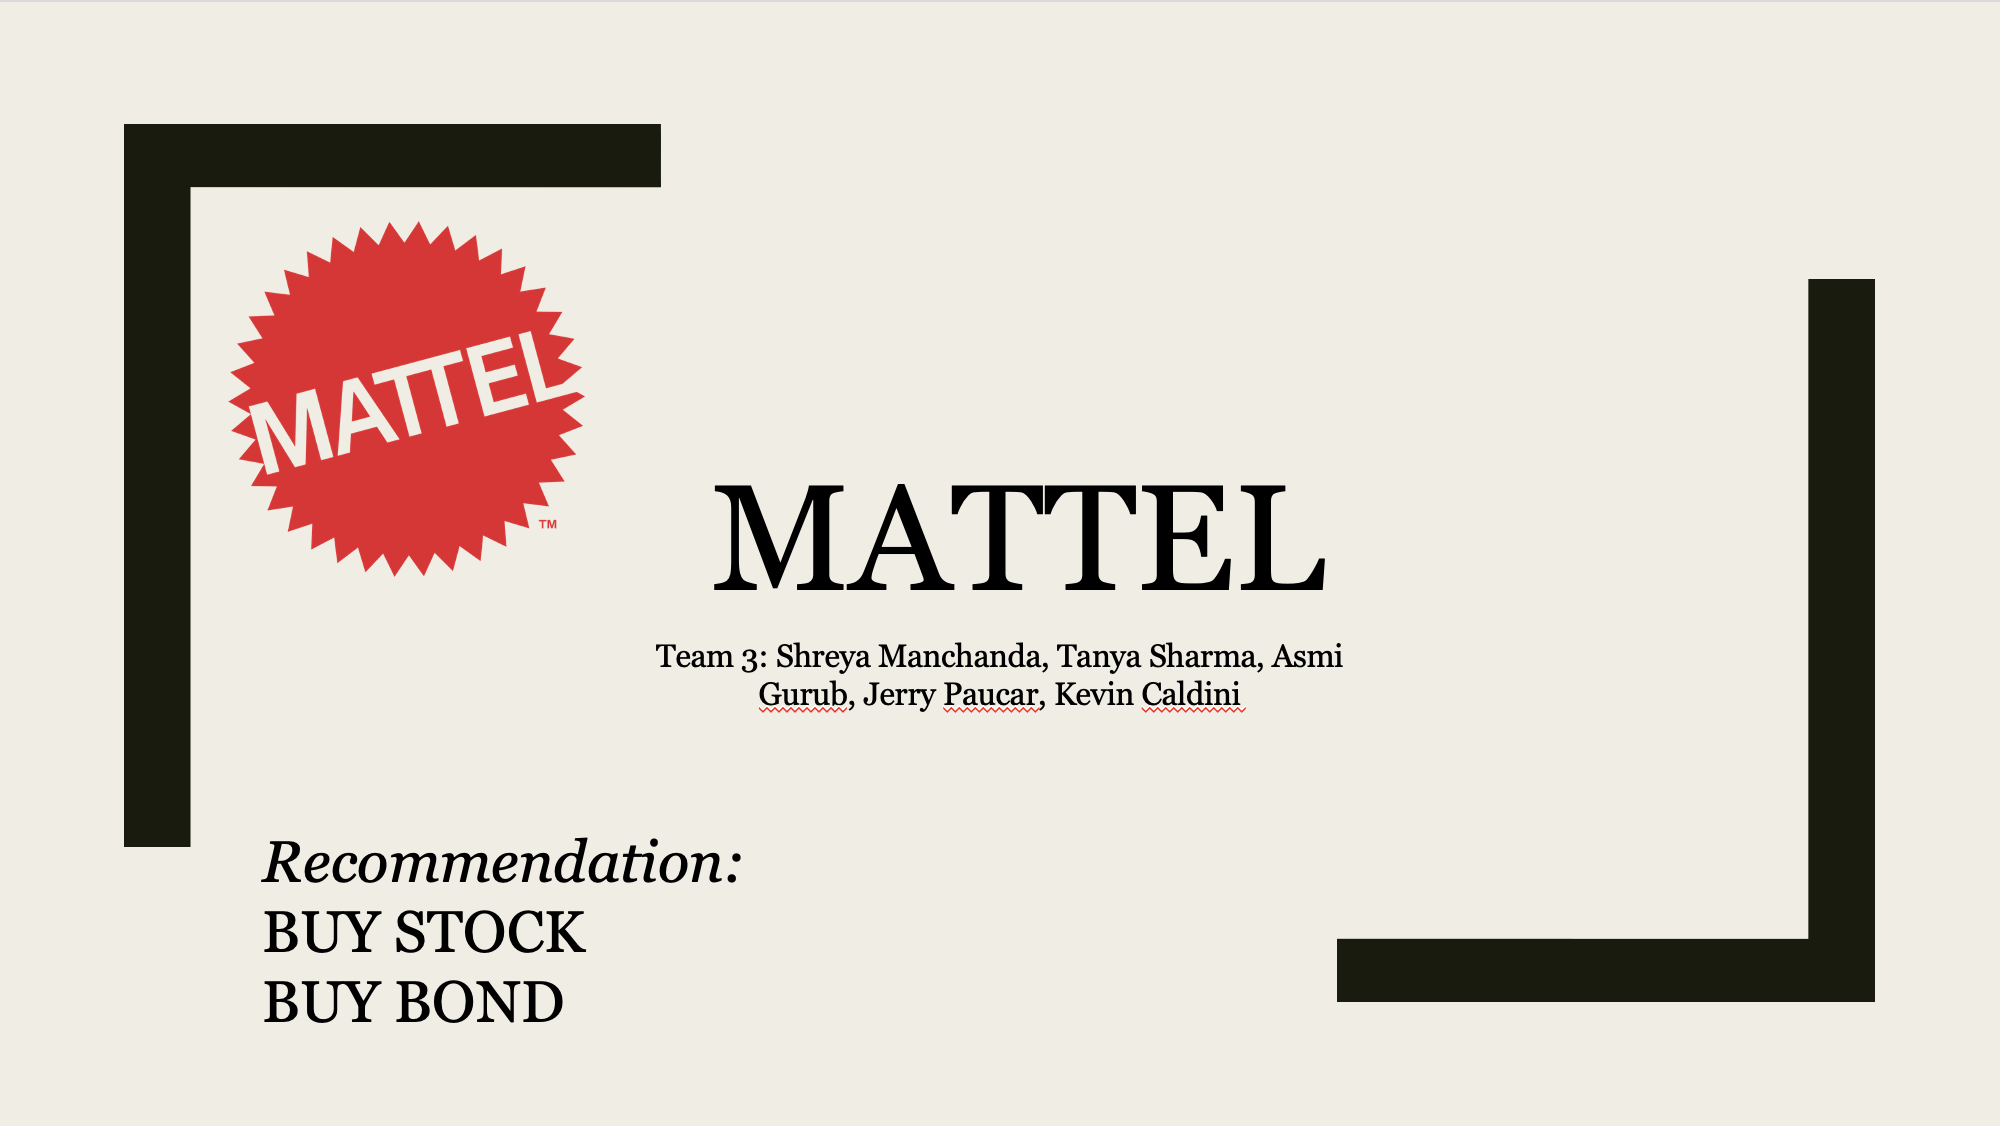 MATTEL
TM
MATTEL
Team 3: Shreya Manchanda, Tanya Sharma, Asmi
Gurub, Jerry Paucar, Kevin Caldini
Recommendation:
BUY STOCK
BUY BOND